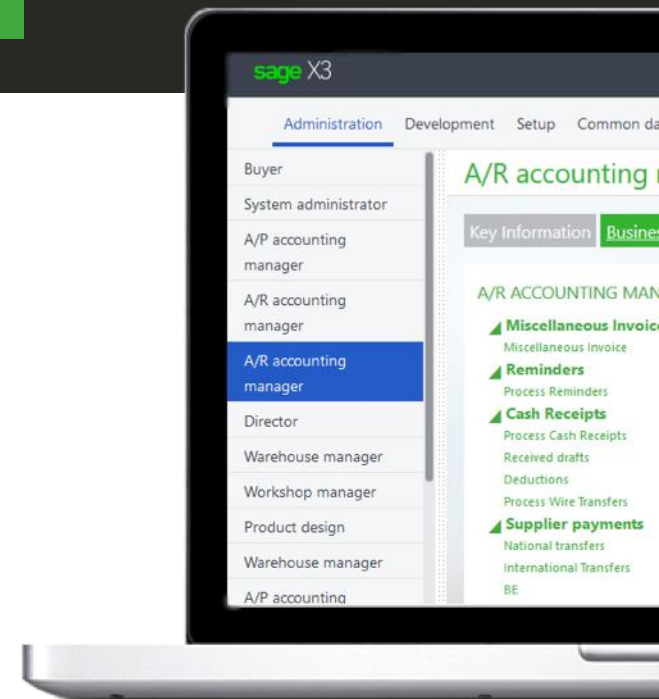 sage X3
Administration Development Setup Common da
Buyer
System administrator
A/P accounting
manager
A/R accounting
manager
A/R accounting
manager
Director
Warehouse manager
Workshop manager
Product design
Warehouse manager
A/P accounting
A/R accounting
Key Information Busines
A/R ACCOUNTING MAN
Miscellaneous Invoice
Miscellaneous Invoice
Reminders
Process Reminders
Cash Receipts
Process Cash Receipts
Received drafts
Deductions
Process Wire Transfers
Supplier payments
National transfers
International Transfers
BE